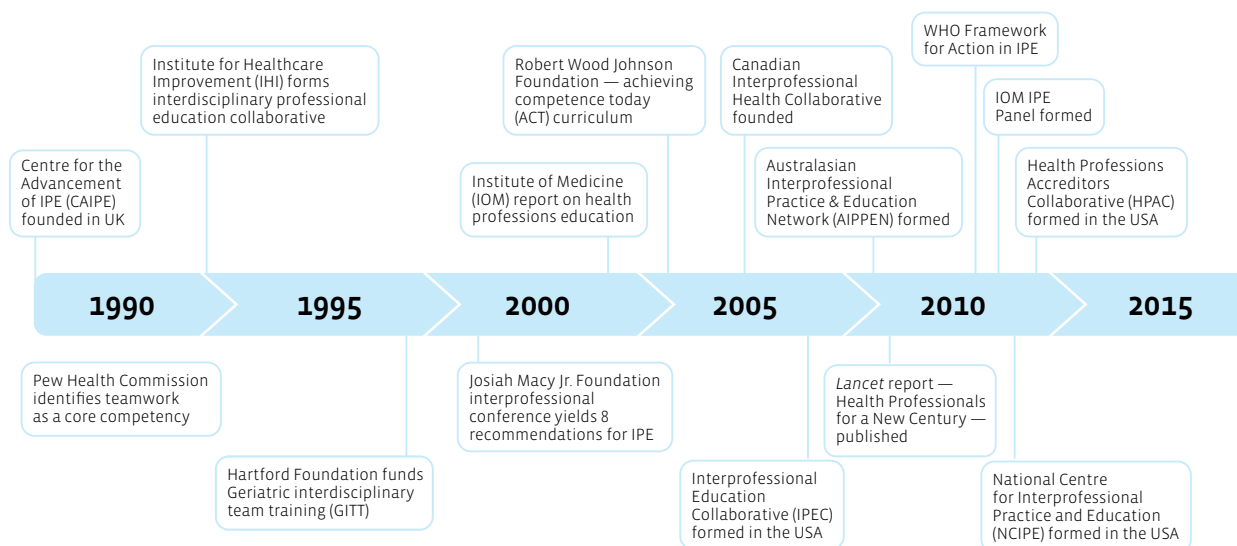 WHO Framework
for Action in IPE
Institute for Healthcare
Improvement (IHI) forms
interdisciplinary professional
education collaborative
Robert Wood Johnson
Foundation — achieving
competence today
(ACT) curriculum
Canadian
Interprofessional
Health Collaborative
founded
IOM IPE
Panel formed
Centre for the
Advancement
of IPE (CAIPE)
founded in UK
Institute of Medicine
(IOM) report on health
professions education
Australasian
Interprofessional
Practice & Education
Network (AIPPEN) formed
Health Professions
Accreditors
Collaborative (HPAC)
formed in the USA
1990
1995
2000
2005
2010
2015
Pew Health Commission
identifies teamwork
as a core competency
Josiah Macy Jr. Foundation
interprofessional
conference yields 8
recommendations for IPE
Lancet report —
Health Professionals
for a New Century —
published
Hartford Foundation funds
Geriatric interdisciplinary
team training (GITT)
Interprofessional
Education
Collaborative (IPEC)
formed in the USA
National Centre
for Interprofessional
Practice and Education
(NCIPE) formed in the USA